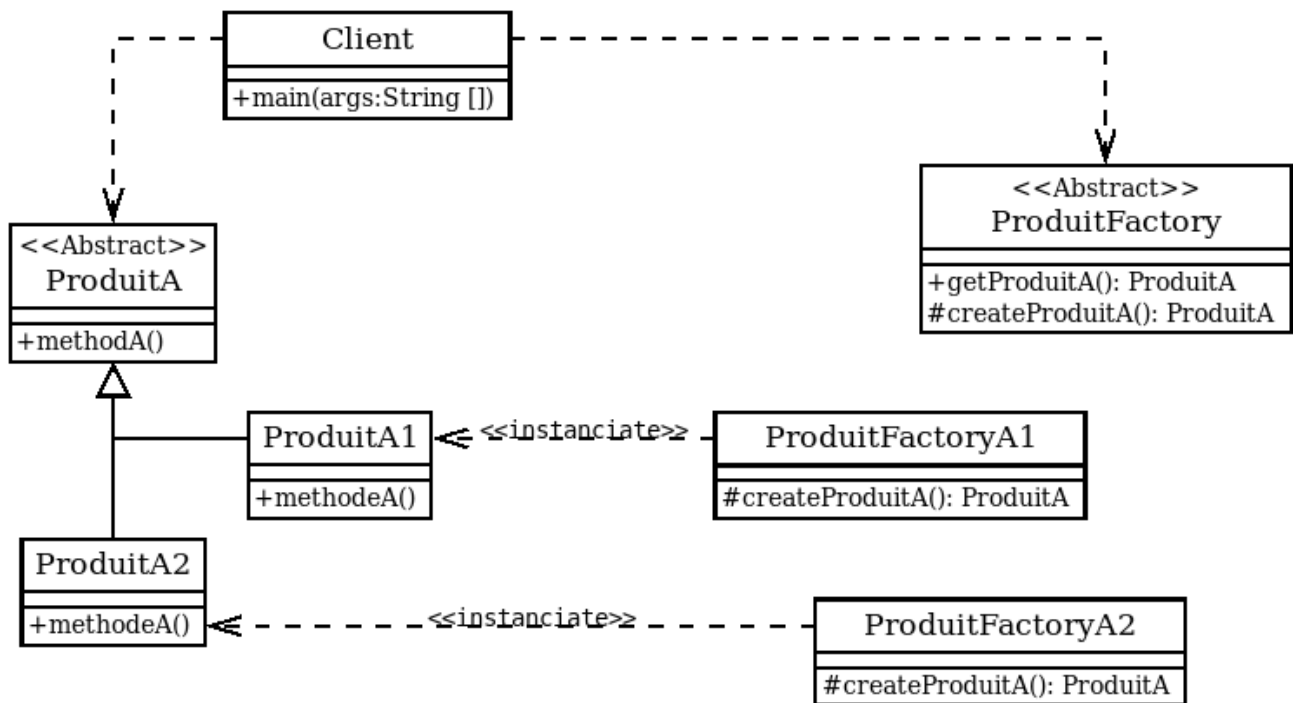 Client
+main(args:String [])
<<Abstract>>
ProduitFactory
+getProduitA(): ProduitA
#createProduitA(): ProduitA
<<Abstract>>
ProduitA
+methodA()
ProduitA1
+methodeA()
<<instanciate>>
ProduitFactoryA1
#createProduitA(): ProduitA
ProduitA2
+methodeA()
<<instanciate>>
ProduitFactoryA2
#createProduitA(): ProduitA